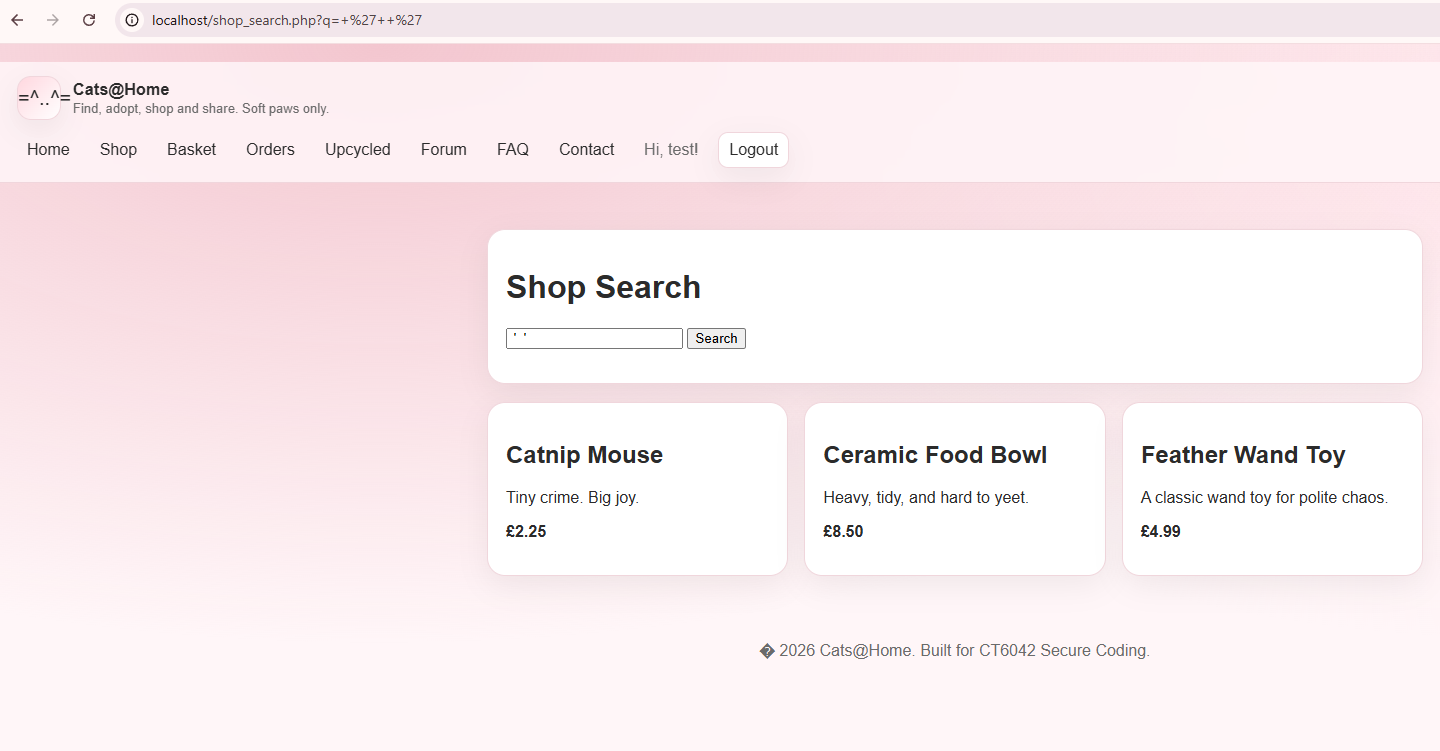 localhost/shop_search.php?q=+%27++%27
=^..^=
Cats@Home
Find, adopt, shop and share. Soft paws only.
Home Shop Basket Orders Upcycled Forum FAQ Contact Hi, test! Logout
Shop Search
' ' Search
Catnip Mouse Ceramic Food Bowl Feather Wand Toy
Tiny crime. Big joy. Heavy, tidy, and hard to yeet. A classic wand toy for polite chaos.
£2.25 £8.50 £4.99
� 2026 Cats@Home. Built for CT6042 Secure Coding.